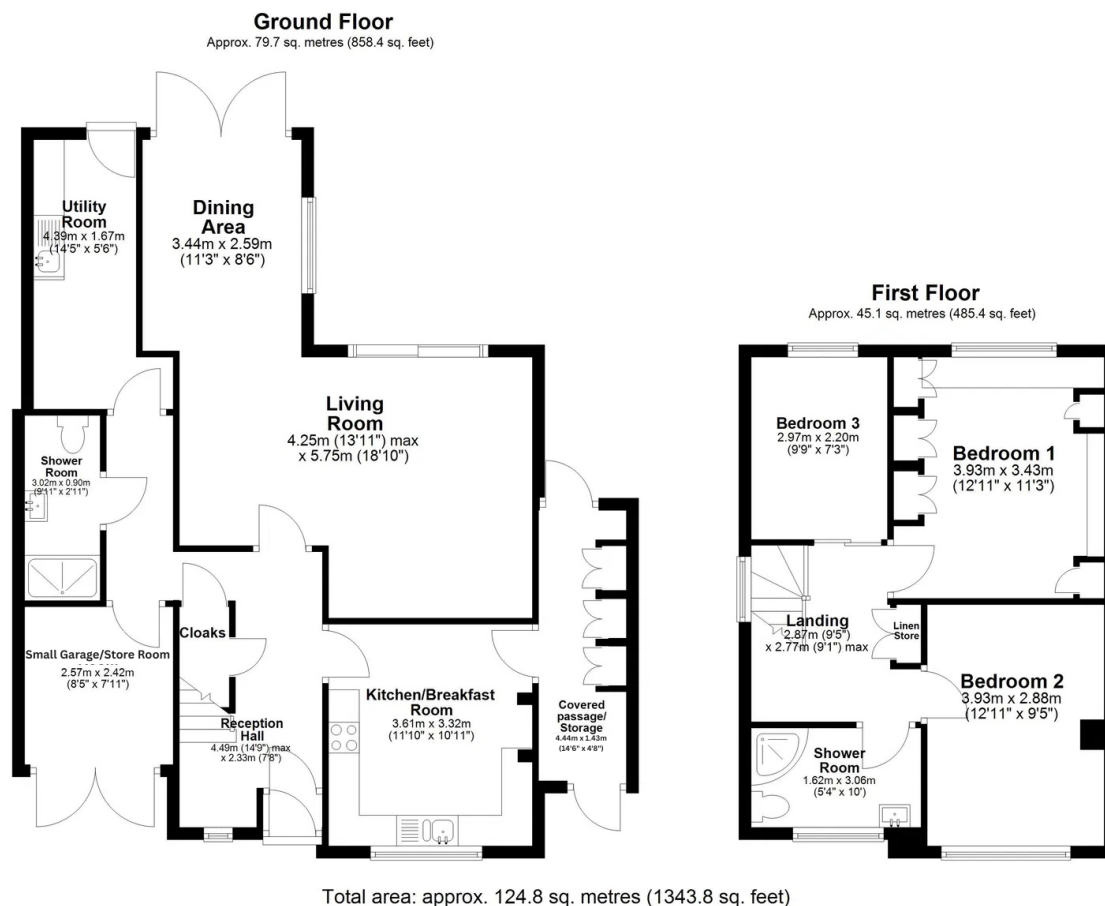 Ground Floor
Approx. 79.7 sq. metres (858.4 sq. feet)
Utility
Room
4.39m x 1.67m
(14'5" x 5'6")
Dining
Area
3.44m x 2.59m
(11'3" x 8'6")
Living
Room
4.25m (13'11") max
x 5.75m (18'10")
Shower
Room
3.02m x 0.90m
(9'11" x 2'11")
Cloaks
Small Garage/Store Room
2.57m x 2.42m
(8'5" x 7'11")
Reception
Hall
4.49m (14'9") max
x 2.33m (7'8")
Kitchen/Breakfast
Room
3.61m x 3.32m
(11'10" x 10'11")
Covered
passage/
Storage
4.44m x 1.43m
(14'6" x 4'8")
First Floor
Approx. 45.1 sq. metres (485.4 sq. feet)
Bedroom 3
2.97m x 2.20m
(9'9" x 7'3")
Bedroom 1
3.93m x 3.43m
(12'11" x 11'3")
Landing
2.87m (9'5")
x 2.77m (9'1") max
Linen
Store
Bedroom 2
3.93m x 2.88m
(12'11" x 9'5")
Shower
Room
1.62m x 3.06m
(5'4" x 10')
Total area: approx. 124.8 sq. metres (1343.8 sq. feet)